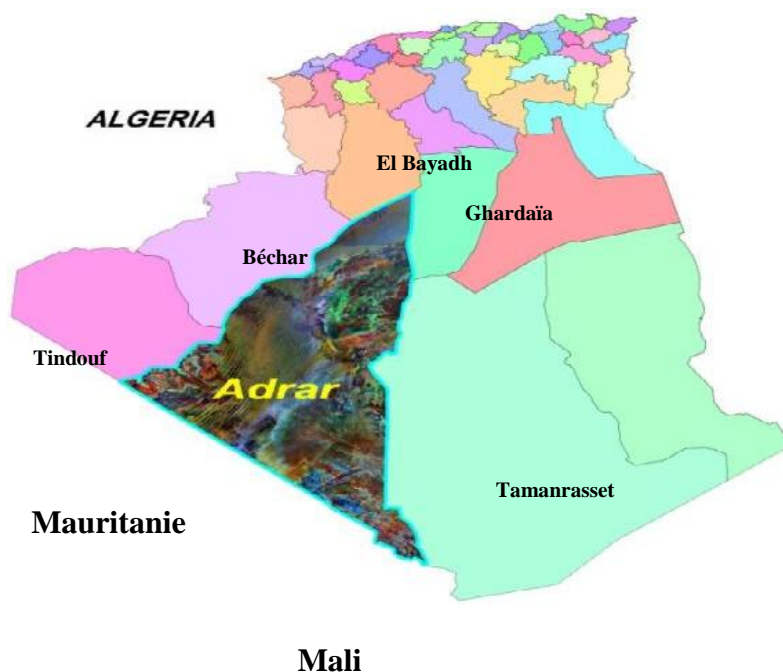 ALGERIA
El Bayadh
Ghardaïa
Béchar
Tindouf
Adrar
Tamanrasset
Mauritanie
Mali